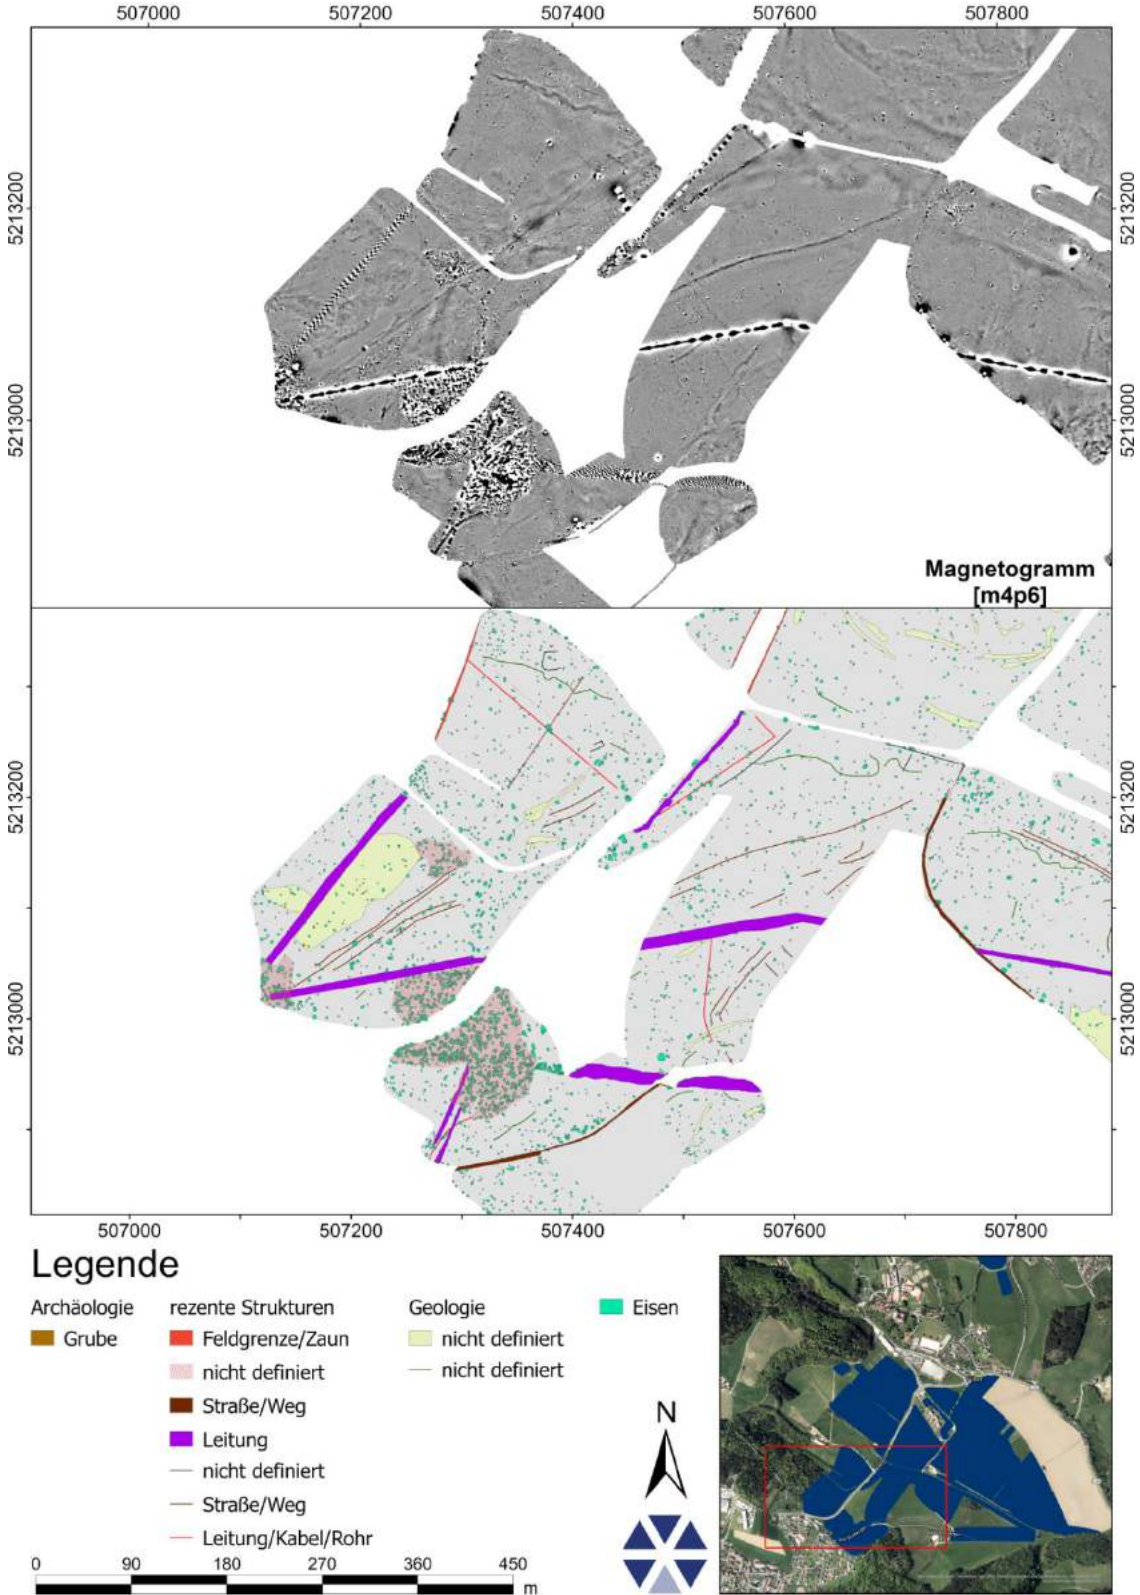 507000 507200 507400 507600 507800
5213200 5213200
5213000 5213000
Magnetogramm
[m4p6]
5213200 5213200
5213000 5213000
507000 507200 507400 507600 507800
Legende
Archäologie rezente Strukturen Geologie Eisen
Grube Feldgrenze/Zaun nicht definiert
nicht definiert nicht definiert
Straße/Weg
Leitung
nicht definiert
Straße/Weg
Leitung/Kabel/Rohr
N
0 90 180 270 360 450
m